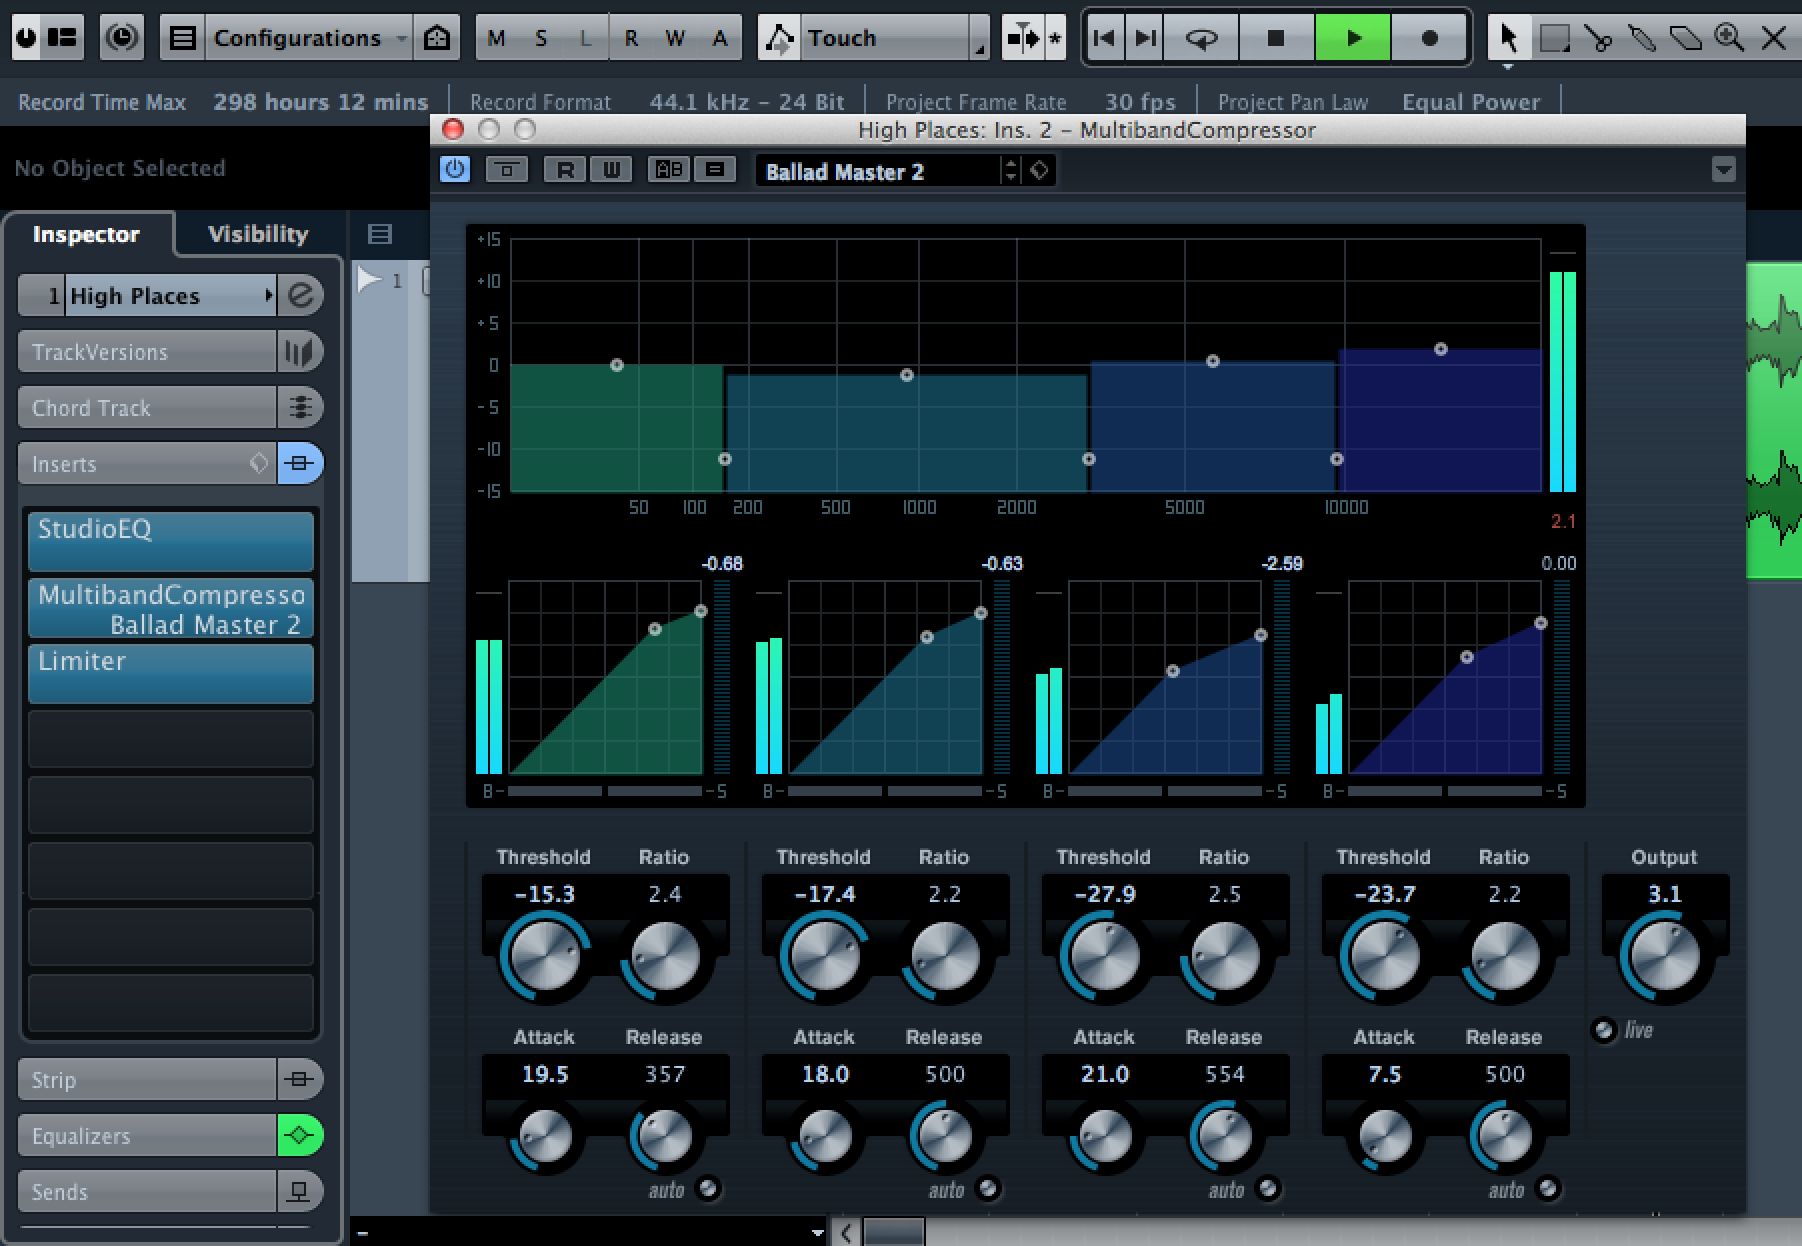 Configurations
M S L R W A
Touch
*
Record Time Max 298 hours 12 mins Record Format 44.1 kHz - 24 Bit Project Frame Rate 30 fps Project Pan Law Equal Power
High Places: Ins. 2 - MultibandCompressor
No Object Selected
R W AB Ballad Master 2
Inspector Visibility
1 High Places e
1
TrackVersions
Chord Track
Inserts
StudioEQ
MultibandCompresso
Ballad Master 2
Limiter
Strip
Equalizers
Sends
+15
+10
+5
0
-5
-10
-15
50 100 200 500 1000 2000 5000 10000
2.1
-0.68 -0.63 -2.59 0.00
B- -S B- -S B- -S B- -S
Threshold Ratio Threshold Ratio Threshold Ratio Threshold Ratio Output
-15.3 2.4 -17.4 2.2 -27.9 2.5 -23.7 2.2 3.1
live
Attack Release Attack Release Attack Release Attack Release
19.5 357 18.0 500 21.0 554 7.5 500
auto auto auto auto